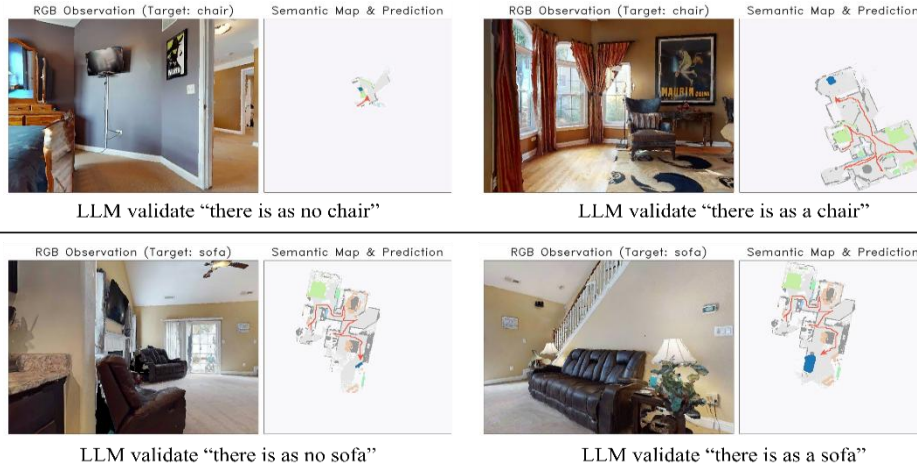 RGB Observation (Target: chair)
Semantic Map & Prediction
RGB Observation (Target: chair)
Semantic Map & Prediction
MAURIN QUINA
LLM validate “there is as no chair”
LLM validate “there is as a chair”
RGB Observation (Target: sofa)
Semantic Map & Prediction
RGB Observation (Target: sofa)
Semantic Map & Prediction
LLM validate “there is as no sofa”
LLM validate “there is as a sofa”